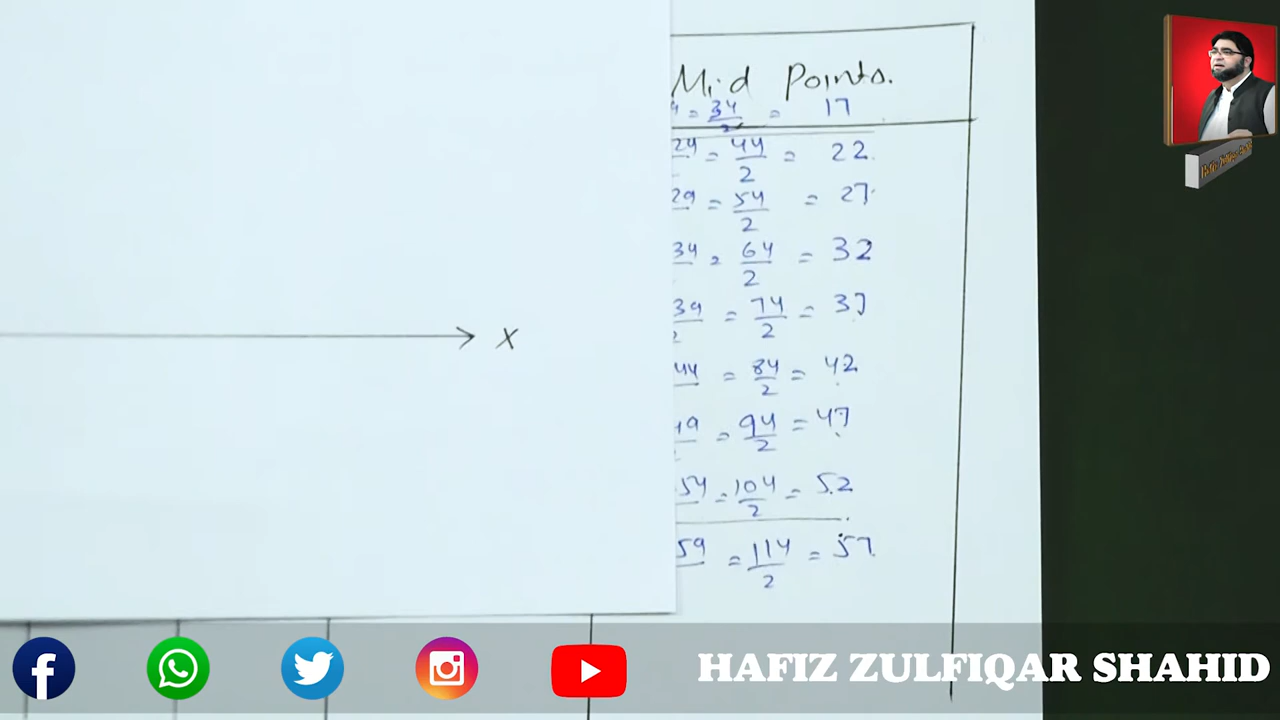 Mid Points.
= 34/2 = 17
24 = 44/2 = 22
29 = 54/2 = 27
34 = 64/2 = 32
39/2 = 74/2 = 37
44 = 84/2 = 42
49 = 94/2 = 47
54 = 104/2 = 52
59 = 114/2 = 57
X
HAFIZ ZULFIQAR SHAHID